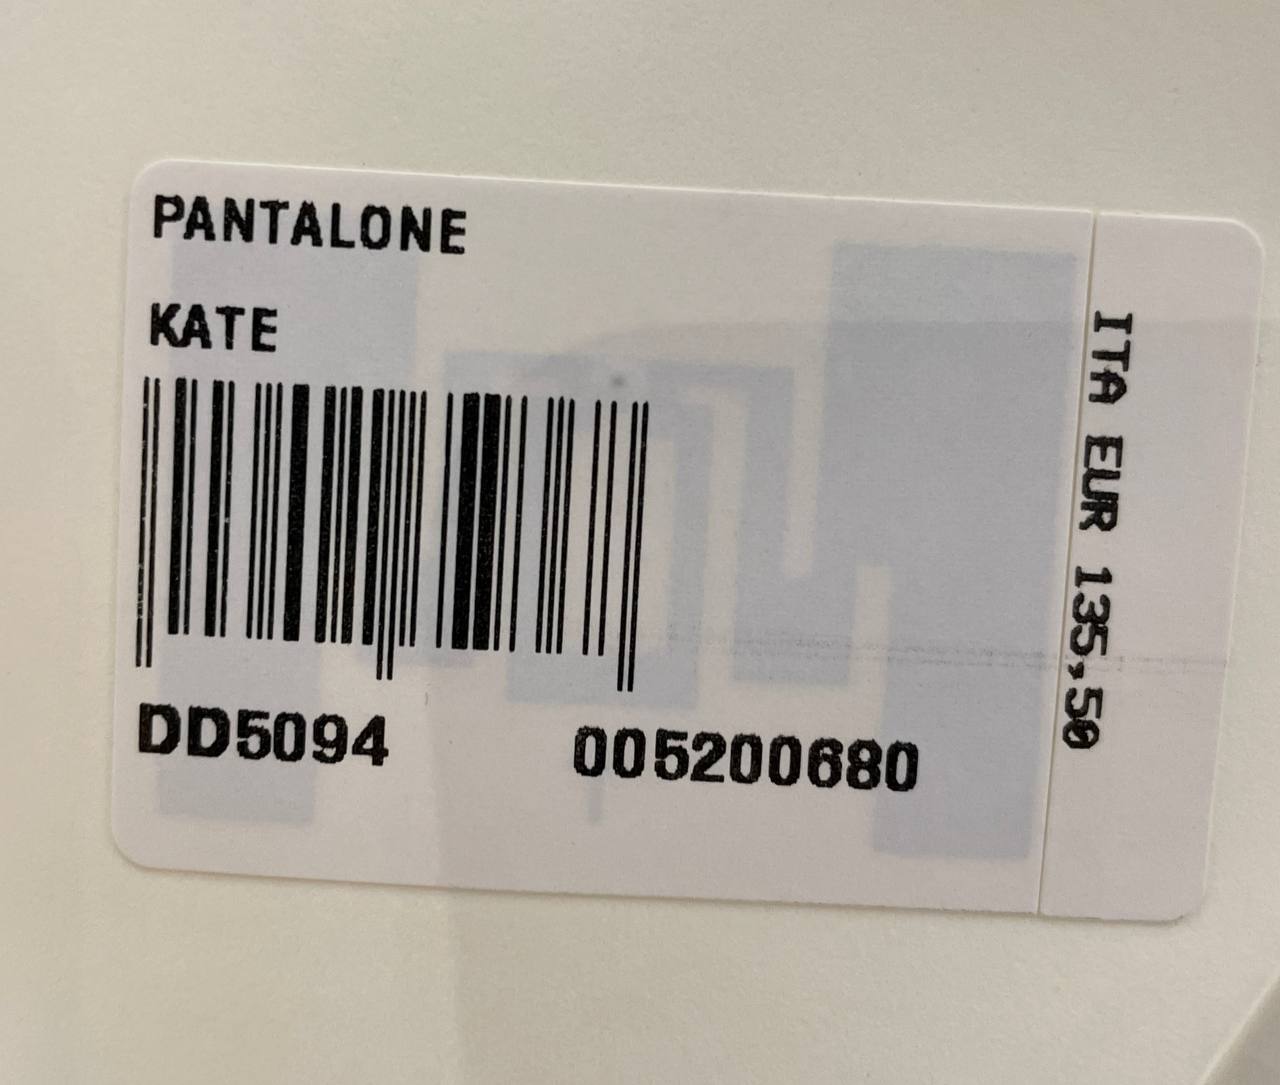 PANTALONE
KATE
DD5094 005200680
ITA EUR 135,50